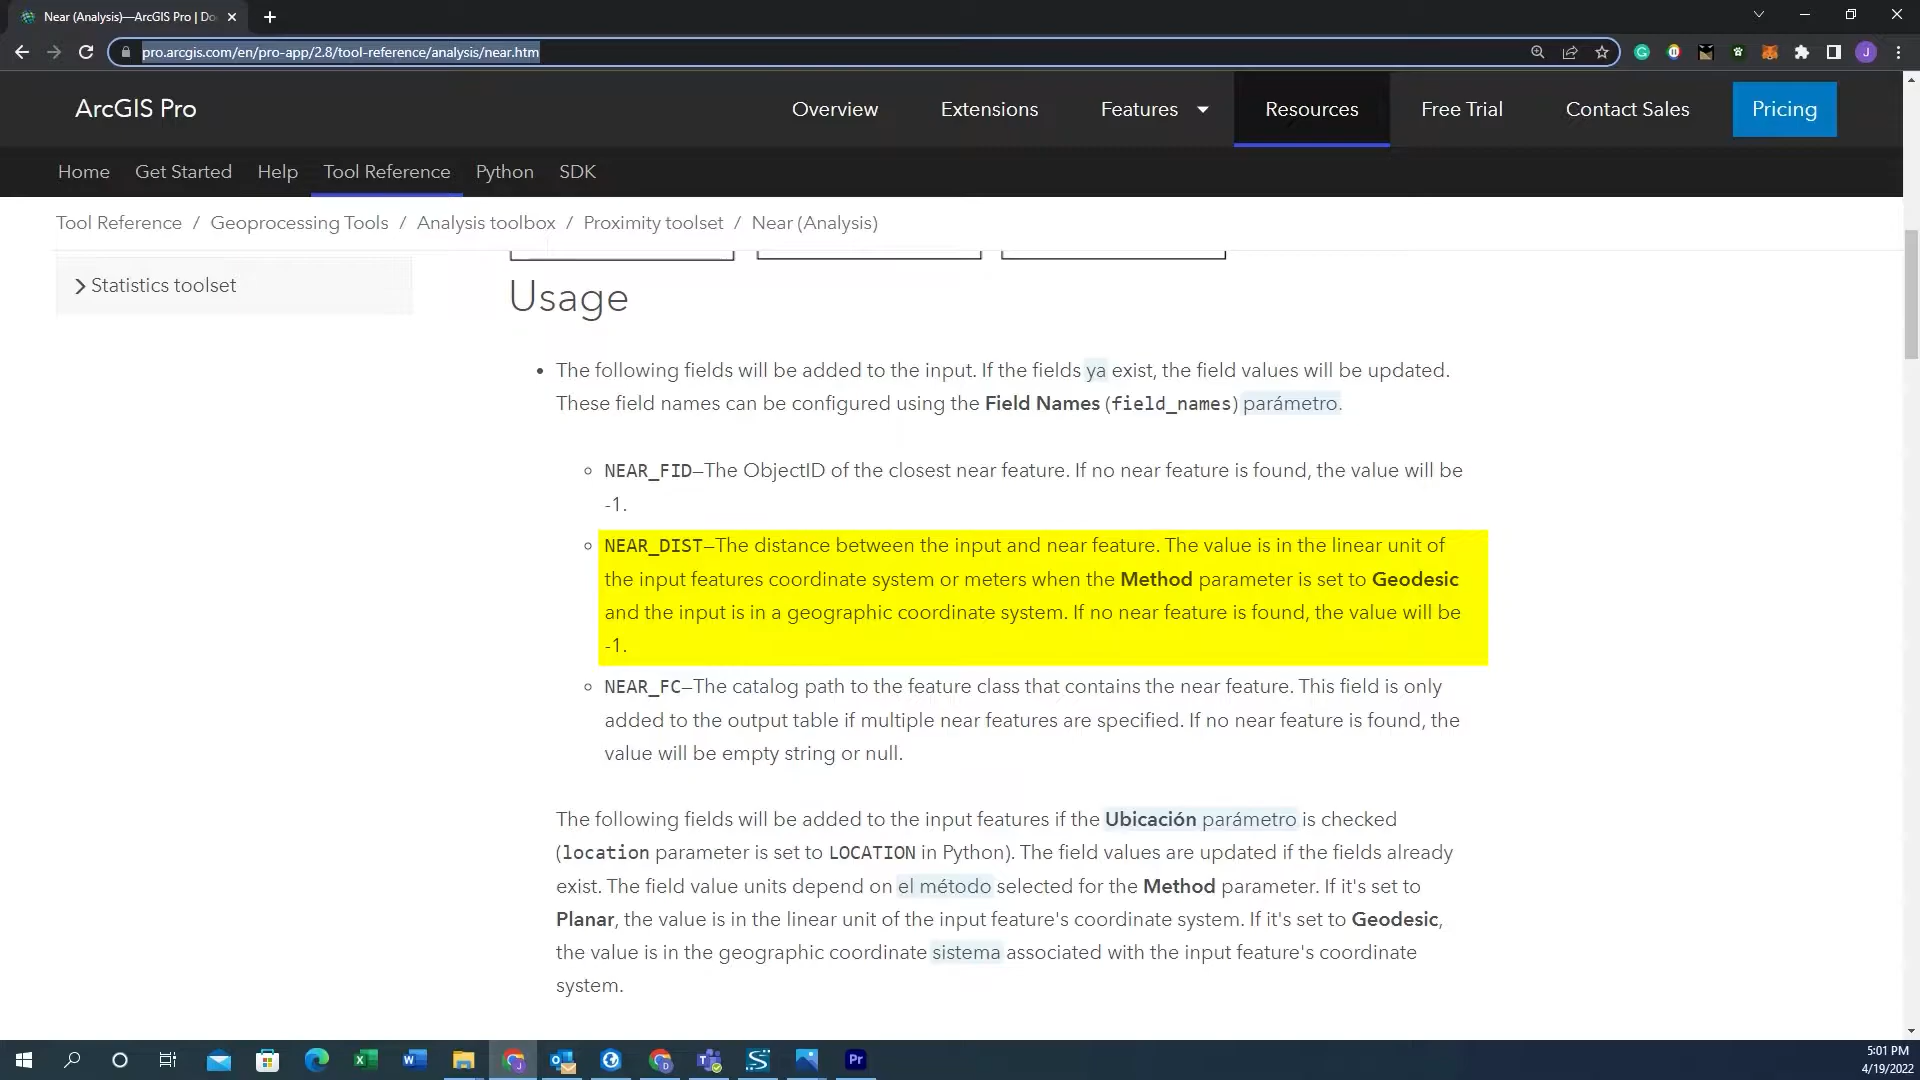 Near (Analysis)—ArcGIS Pro | Do
pro.arcgis.com/en/pro-app/2.8/tool-reference/analysis/near.htm
J
ArcGIS Pro
Overview
Extensions
Features
Resources
Free Trial
Contact Sales
Pricing
Home
Get Started
Help
Tool Reference
Python
SDK
Tool Reference / Geoprocessing Tools / Analysis toolbox / Proximity toolset / Near (Analysis)
Statistics toolset
Usage
The following fields will be added to the input. If the fields ya exist, the field values will be updated.
These field names can be configured using the Field Names (field_names) parámetro.
NEAR_FID—The ObjectID of the closest near feature. If no near feature is found, the value will be
-1.
NEAR_DIST—The distance between the input and near feature. The value is in the linear unit of
the input features coordinate system or meters when the Method parameter is set to Geodesic
and the input is in a geographic coordinate system. If no near feature is found, the value will be
-1.
NEAR_FC—The catalog path to the feature class that contains the near feature. This field is only
added to the output table if multiple near features are specified. If no near feature is found, the
value will be empty string or null.
The following fields will be added to the input features if the Ubicación parámetro is checked
(location parameter is set to LOCATION in Python). The field values are updated if the fields already
exist. The field value units depend on el método selected for the Method parameter. If it's set to
Planar, the value is in the linear unit of the input feature's coordinate system. If it's set to Geodesic,
the value is in the geographic coordinate sistema associated with the input feature's coordinate
system.
Pr
5:01 PM
4/19/2022